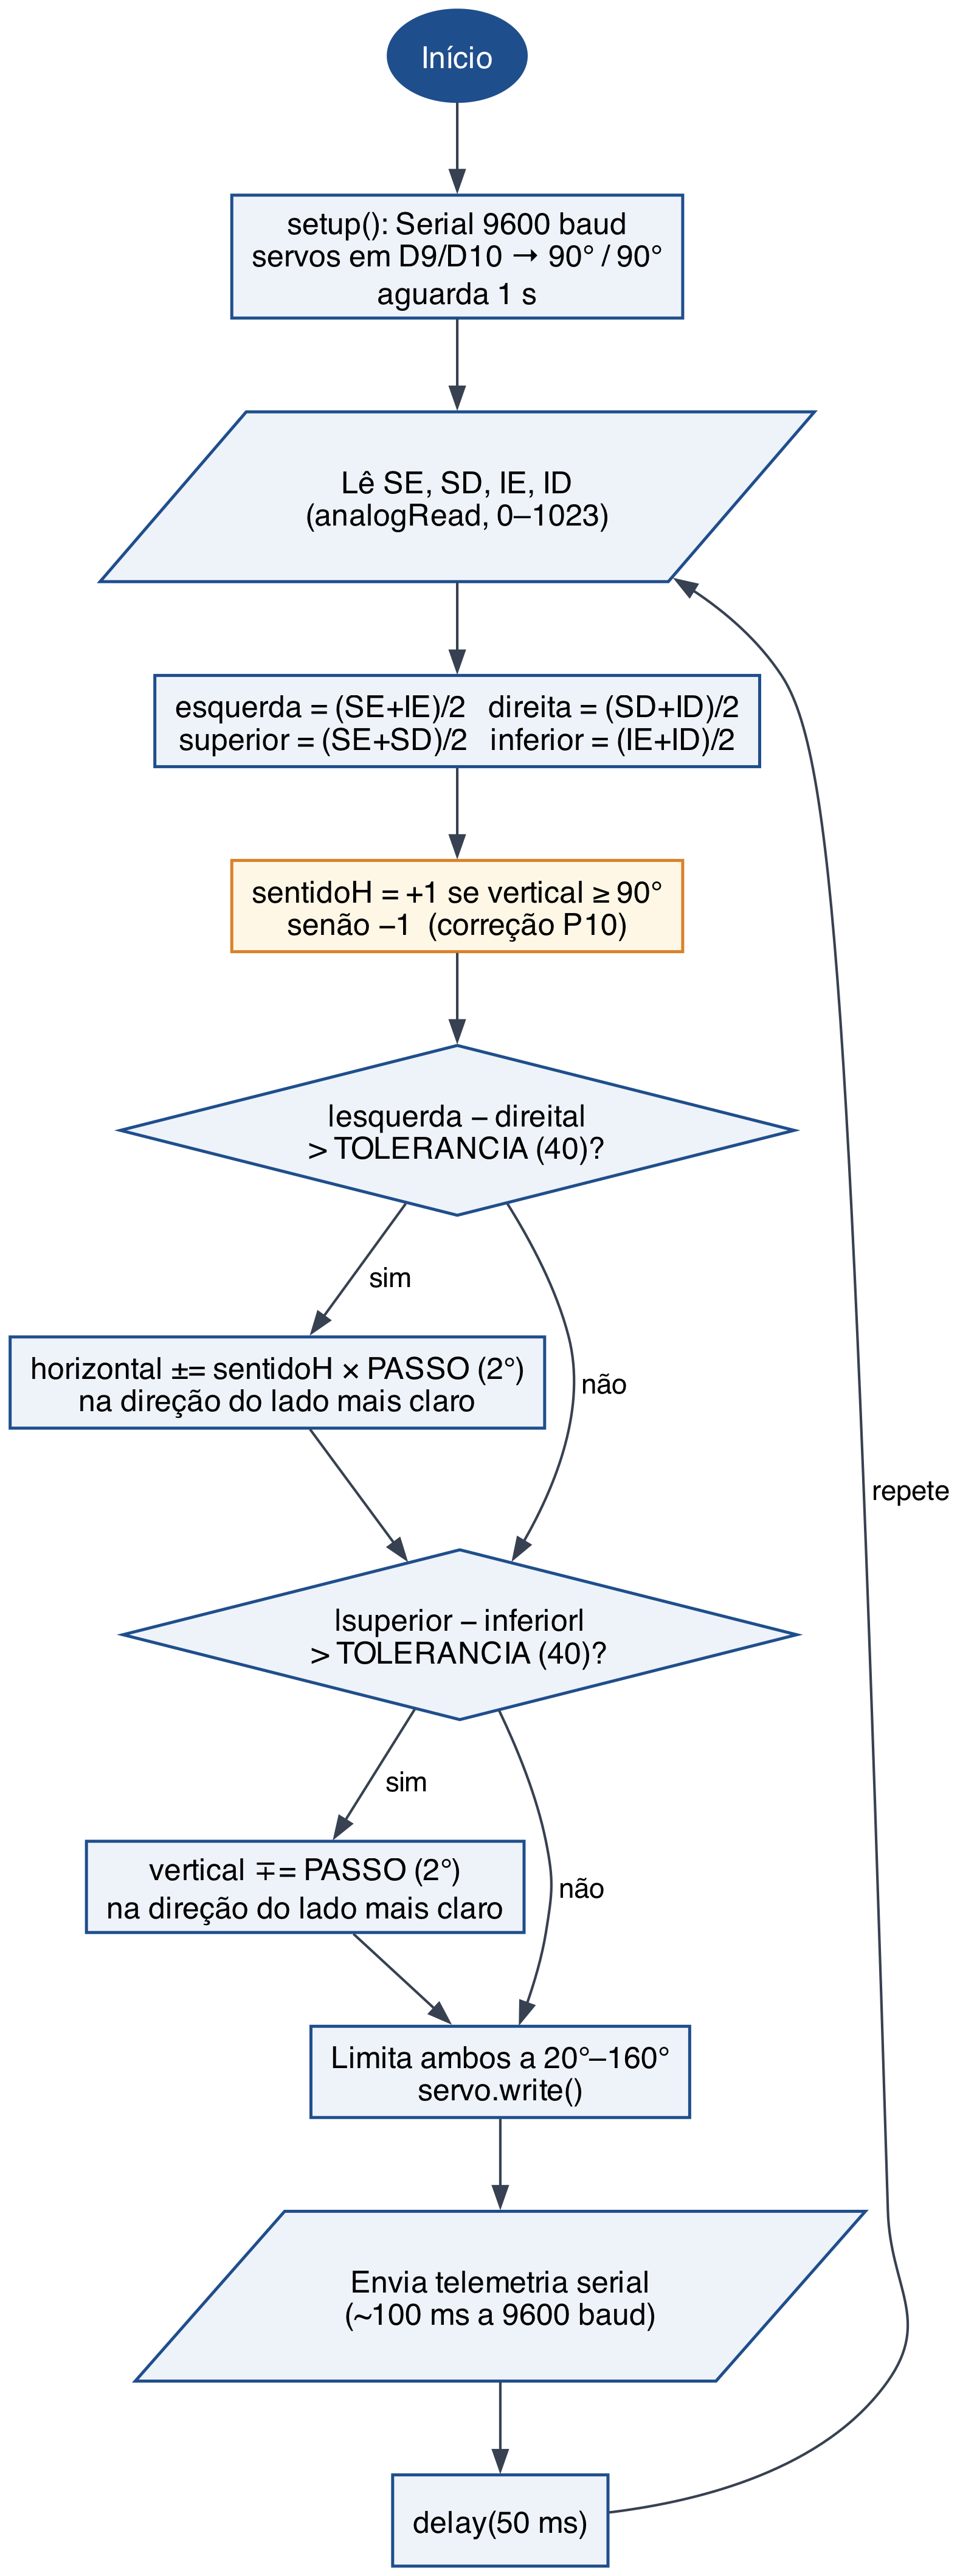 Início
setup(): Serial 9600 baud
servos em D9/D10 → 90° / 90°
aguarda 1 s
Lê SE, SD, IE, ID
(analogRead, 0–1023)
esquerda = (SE+IE)/2   direita = (SD+ID)/2
superior = (SE+SD)/2   inferior = (IE+ID)/2
sentidoH = +1 se vertical ≥ 90°
senão −1  (correção P10)
|esquerda − direita|
> TOLERANCIA (40)?
sim
não
horizontal ±= sentidoH × PASSO (2°)
na direção do lado mais claro
repete
|superior − inferior|
> TOLERANCIA (40)?
sim
não
vertical ∓= PASSO (2°)
na direção do lado mais claro
Limita ambos a 20°–160°
servo.write()
Envia telemetria serial
(~100 ms a 9600 baud)
delay(50 ms)